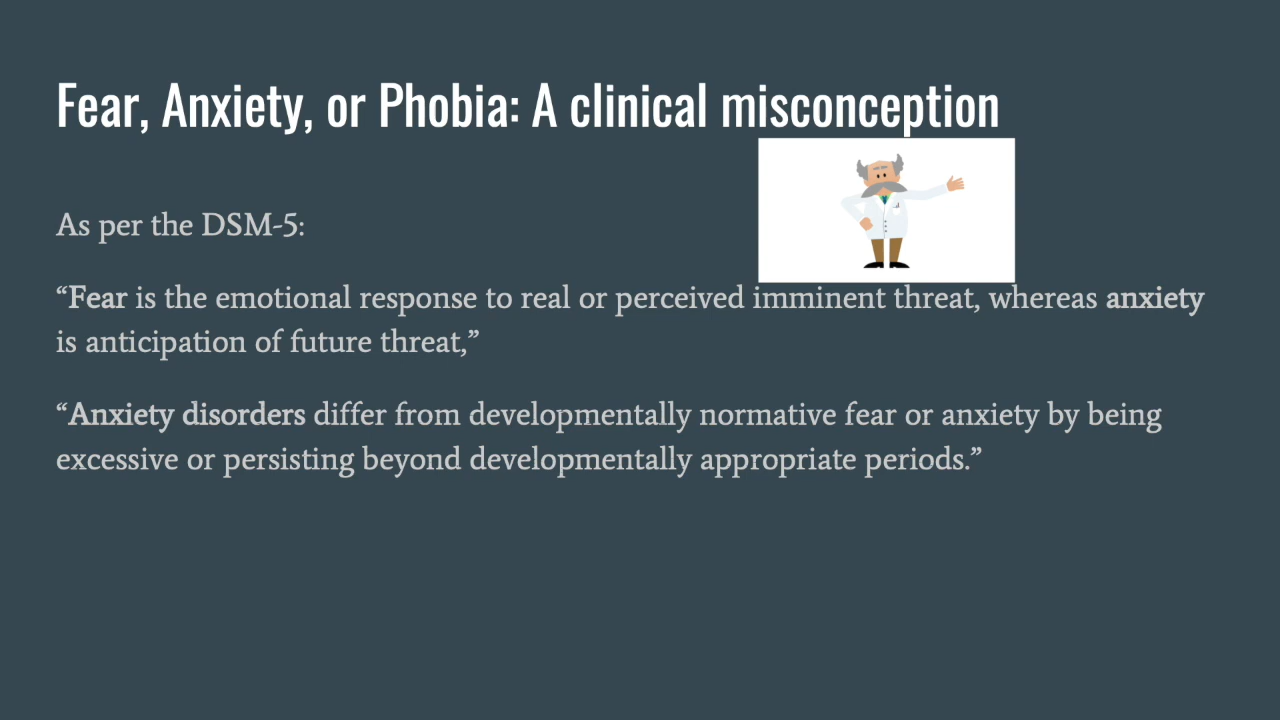 Fear, Anxiety, or Phobia: A clinical misconception
As per the DSM-5:
“Fear is the emotional response to real or perceived imminent threat, whereas anxiety
is anticipation of future threat,”
“Anxiety disorders differ from developmentally normative fear or anxiety by being
excessive or persisting beyond developmentally appropriate periods.”